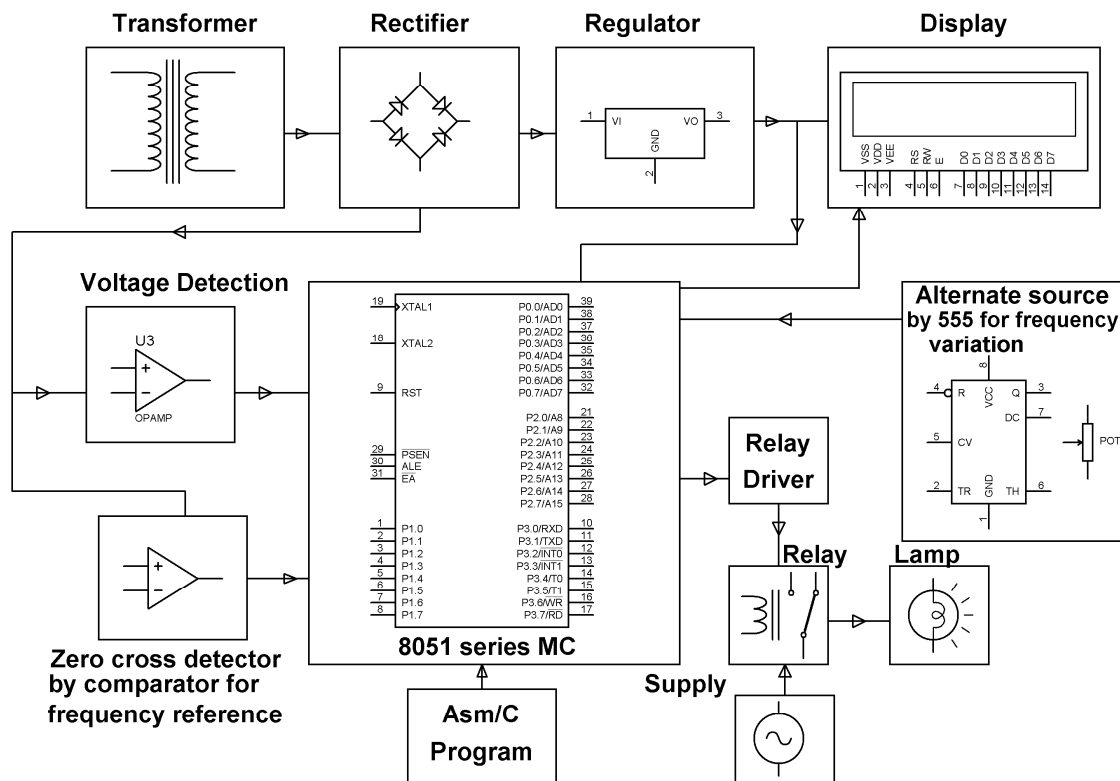 Transformer
Rectifier
Regulator
Display
1
VI
VO
3
GND
2
VSS
VDD
VEE
RS
RW
E
D0
D1
D2
D3
D4
D5
D6
D7
1
2
3
4
5
6
7
8
9
10
11
12
13
14
Voltage Detection
U3
OPAMP
19
XTAL1
18
XTAL2
9
RST
29
PSEN
30
ALE
31
EA
1
P1.0
2
P1.1
3
P1.2
4
P1.3
5
P1.4
6
P1.5
7
P1.6
8
P1.7
P0.0/AD0
39
P0.1/AD1
38
P0.2/AD2
37
P0.3/AD3
36
P0.4/AD4
35
P0.5/AD5
34
P0.6/AD6
33
P0.7/AD7
32
P2.0/A8
21
P2.1/A9
22
P2.2/A10
23
P2.3/A11
24
P2.4/A12
25
P2.5/A13
26
P2.6/A14
27
P2.7/A15
28
P3.0/RXD
10
P3.1/TXD
11
P3.2/INT0
12
P3.3/INT1
13
P3.4/T0
14
P3.5/T1
15
P3.6/WR
16
P3.7/RD
17
8051 series MC
Alternate source
by 555 for frequency
variation
8
VCC
4
R
Q
3
DC
7
5
CV
2
TR
GND
TH
6
1
POT
Relay
Driver
Relay
Lamp
Zero cross detector
by comparator for
frequency reference
Supply
Asm/C
Program